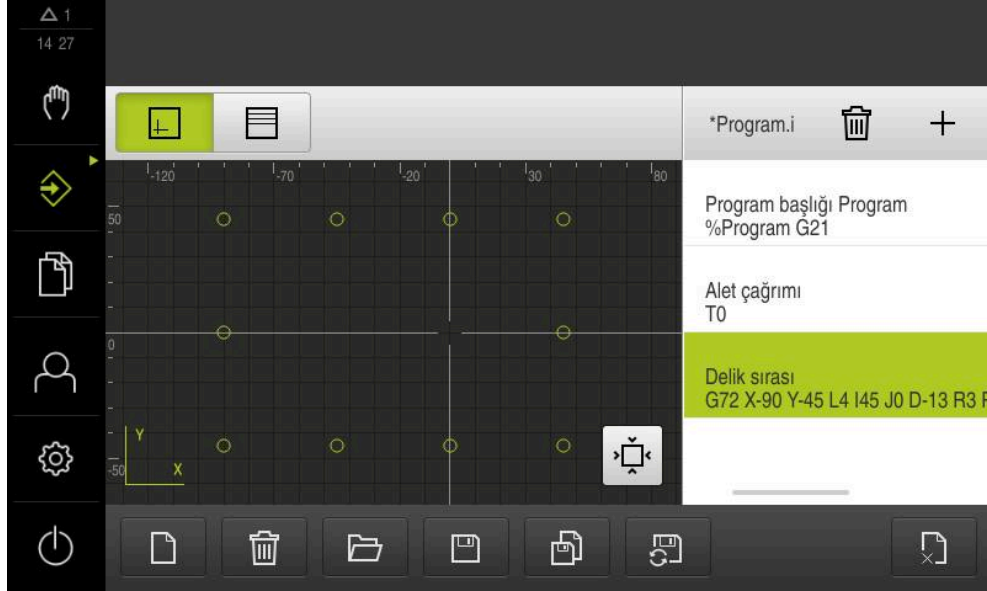 1
14 27
*Program.i
-120 -70 -20 30 80
50
0
-50
Y
X
Program başlığı Program
%Program G21
Alet çağrımı
T0
Delik sırası
G72 X-90 Y-45 L4 I45 J0 D-13 R3